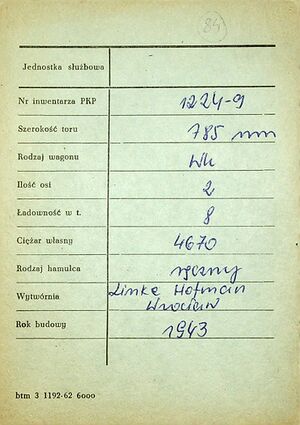 84
Jednostka służbowa
Nr inwentarza PKP 1224-9
Szerokość toru 785 mm
Rodzaj wagonu Wk
Ilość osi 2
Ładowność w t. 8
Ciężar własny 4670
Rodzaj hamulca ręczny
Wytwórnia Linke Hofman
Wrocław
Rok budowy 1943
btm 3 1192-62 6000